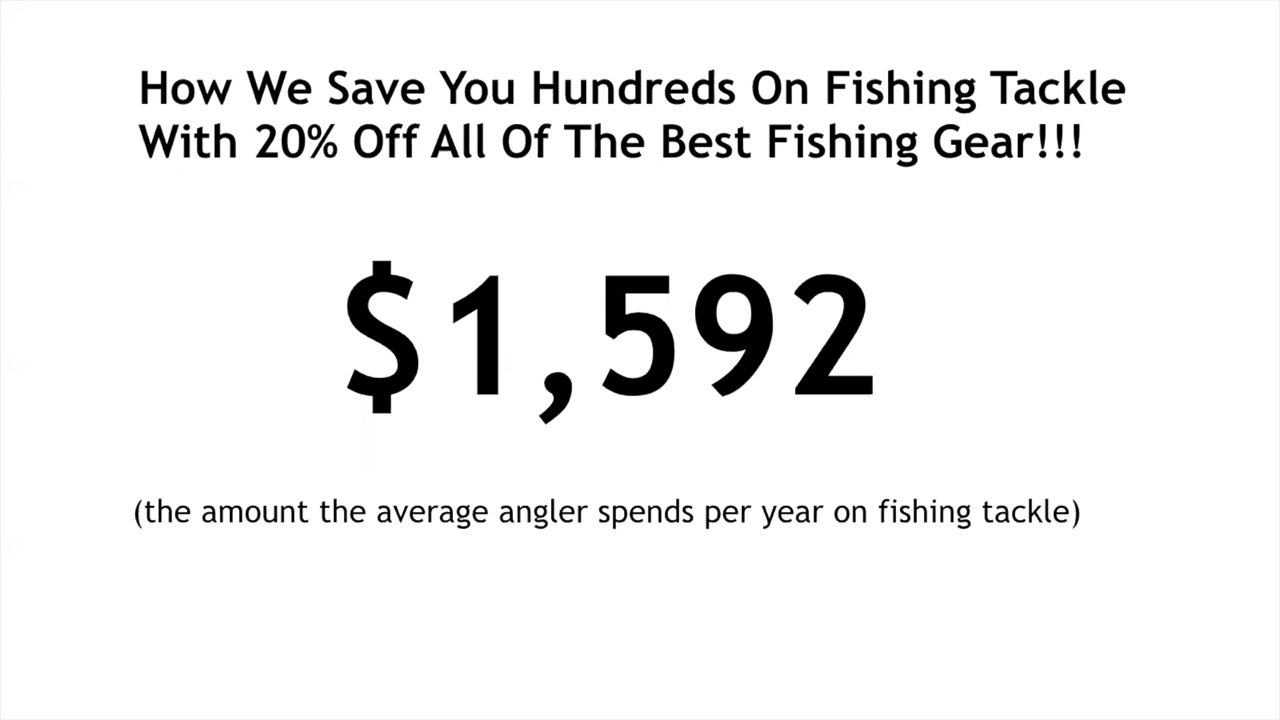 How We Save You Hundreds On Fishing Tackle
With 20% Off All Of The Best Fishing Gear!!!
$1,592
(the amount the average angler spends per year on fishing tackle)